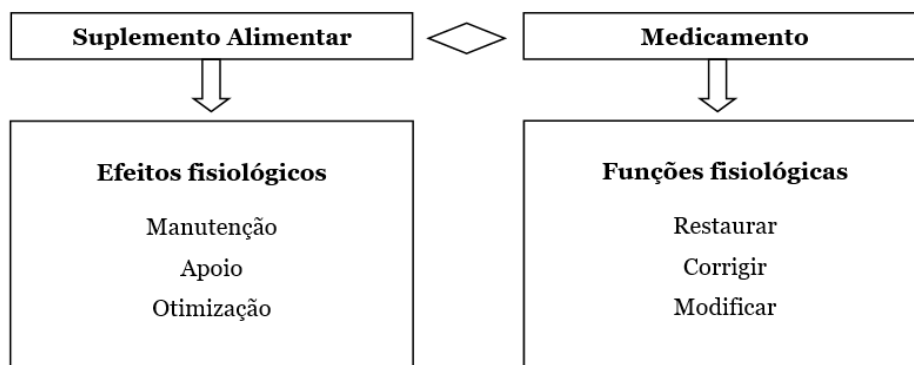 Suplemento Alimentar
Medicamento
Efeitos fisiológicos
Manutenção
Apoio
Otimização
Funções fisiológicas
Restaurar
Corrigir
Modificar